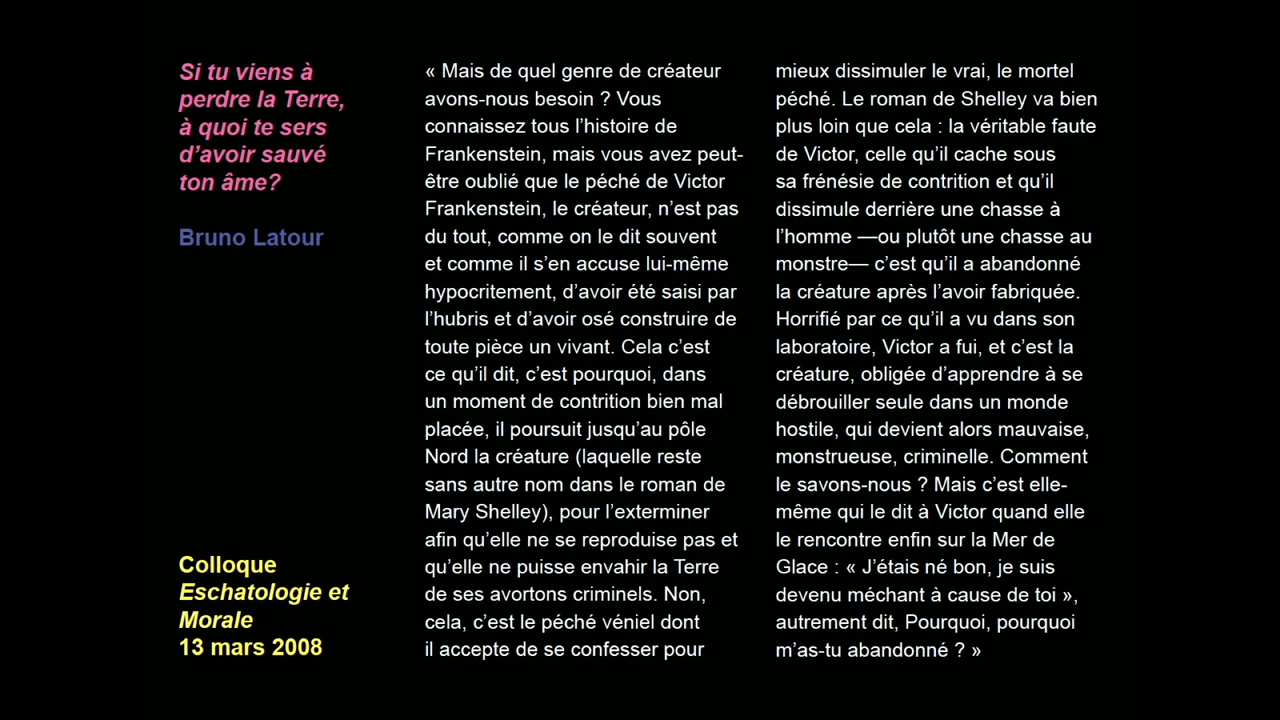 Si tu viens à
perdre la Terre,
à quoi te sers
d’avoir sauvé
ton âme?
Bruno Latour
Colloque
Eschatologie et
Morale
13 mars 2008
« Mais de quel genre de créateur
avons-nous besoin ? Vous
connaissez tous l’histoire de
Frankenstein, mais vous avez peut-
être oublié que le péché de Victor
Frankenstein, le créateur, n’est pas
du tout, comme on le dit souvent
et comme il s’en accuse lui-même
hypocritement, d’avoir été saisi par
l’hubris et d’avoir osé construire de
toute pièce un vivant. Cela c’est
ce qu’il dit, c’est pourquoi, dans
un moment de contrition bien mal
placée, il poursuit jusqu’au pôle
Nord la créature (laquelle reste
sans autre nom dans le roman de
Mary Shelley), pour l’exterminer
afin qu’elle ne se reproduise pas et
qu’elle ne puisse envahir la Terre
de ses avortons criminels. Non,
cela, c’est le péché véniel dont
il accepte de se confesser pour
mieux dissimuler le vrai, le mortel
péché. Le roman de Shelley va bien
plus loin que cela : la véritable faute
de Victor, celle qu’il cache sous
sa frénésie de contrition et qu’il
dissimule derrière une chasse à
l’homme —ou plutôt une chasse au
monstre— c’est qu’il a abandonné
la créature après l’avoir fabriquée.
Horrifié par ce qu’il a vu dans son
laboratoire, Victor a fui, et c’est la
créature, obligée d’apprendre à se
débrouiller seule dans un monde
hostile, qui devient alors mauvaise,
monstrueuse, criminelle. Comment
le savons-nous ? Mais c’est elle-
même qui le dit à Victor quand elle
le rencontre enfin sur la Mer de
Glace : « J’étais né bon, je suis
devenu méchant à cause de toi »,
autrement dit, Pourquoi, pourquoi
m’as-tu abandonné ? »